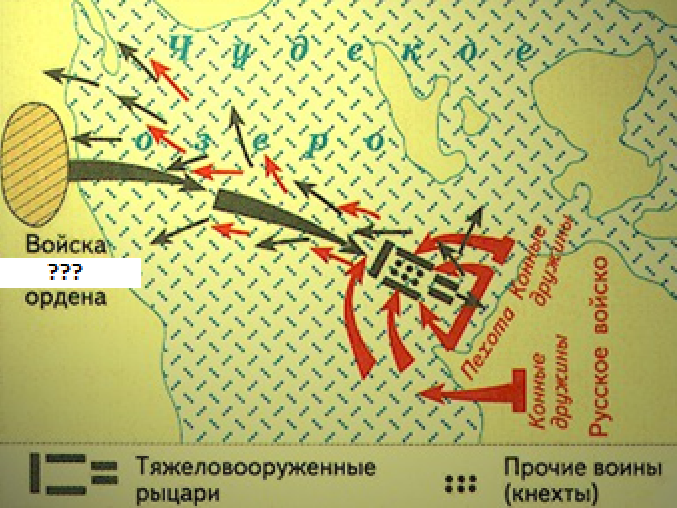 Чудское
озеро
Войска
???
ордена
Конные
дружины
Пехота
Конные
дружины
Русское войско
Тяжеловооруженные
рыцари
Прочие воины
(кнехты)